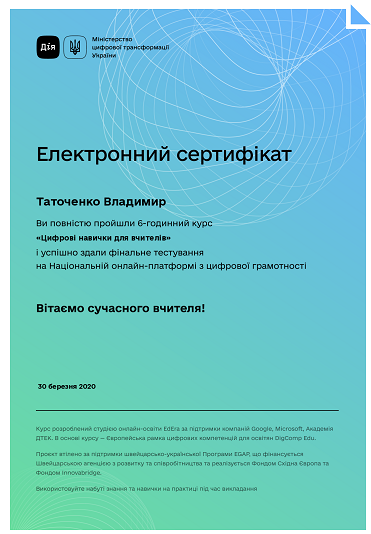 Дія
Міністерство
цифрової трансформації
України
Електронний сертифікат
Таточенко Владимир
Ви повністю пройшли 6-годинний курс
«Цифрові навички для вчителів»
і успішно здали фінальне тестування
на Національній онлайн-платформі з цифрової грамотності
Вітаємо сучасного вчителя!
30 березня 2020
Курс розроблений студією онлайн-освіти EdEra за підтримки компаній Google, Microsoft, Академія
ДТЕК. В основі курсу — Європейська рамка цифрових компетенцій для освітян DigComp Edu.
Проєкт втілено за підтримки швейцарсько-української Програми EGAP, що фінансується
Швейцарською агенцією з розвитку та співробітництва та реалізується Фондом Східна Європа та
Фондом Innovabridge.
Використовуйте набуті знання та навички на практиці під час викладання